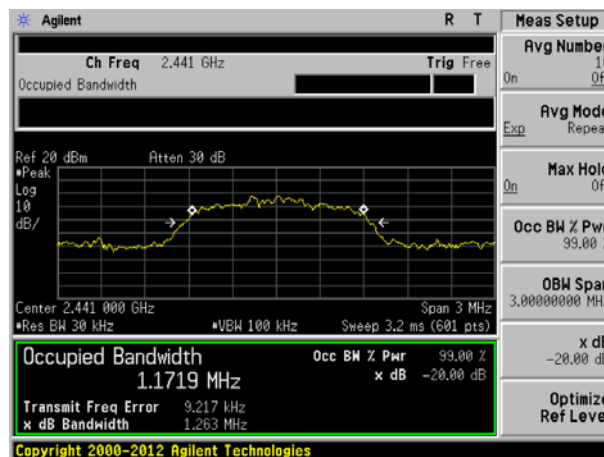 Agilent R T
Meas Setup
Ch Freq 2.441 GHz Trig Free
Occupied Bandwidth
Ref 20 dBm Atten 30 dB
Peak
Log
10
dB/
Center 2.441 000 GHz Span 3 MHz
Res BW 30 kHz VBW 100 kHz Sweep 3.2 ms (601 pts)
Occupied Bandwidth Occ BW % Pwr 99.00 %
1.1719 MHz x dB -20.00 dB
Transmit Freq Error 9.217 kHz
x dB Bandwidth 1.263 MHz
Avg Number
On
Avg Mode
Exp Repea
Max Hold
On
Occ BW % Pwr
99.00
OBW Span
3.00000000 MH
x dB
-20.00 dB
Optimize
Ref Level
Copyright 2000-2012 Agilent Technologies